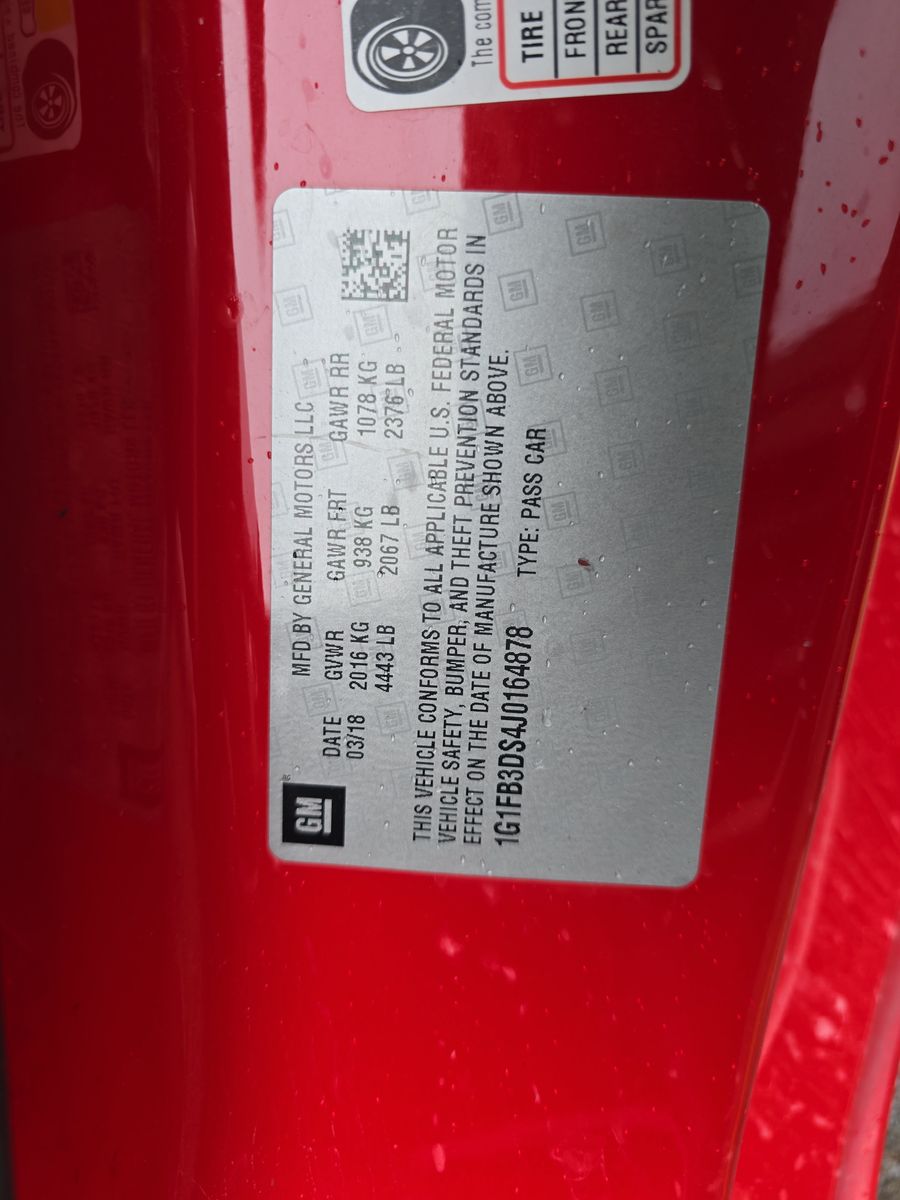 GM
MFD BY GENERAL MOTORS LLC
DATE GVWR GAWR FRT GAWR RR
03/18 2016 KG 938 KG 1078 KG
4443 LB 2067 LB 2376 LB
THIS VEHICLE CONFORMS TO ALL APPLICABLE U.S. FEDERAL MOTOR
VEHICLE SAFETY, BUMPER, AND THEFT PREVENTION STANDARDS IN
EFFECT ON THE DATE OF MANUFACTURE SHOWN ABOVE.
1G1FB3DS4J0164878 TYPE: PASS CAR
The com
TIRE
FRON
REAR
SPAR